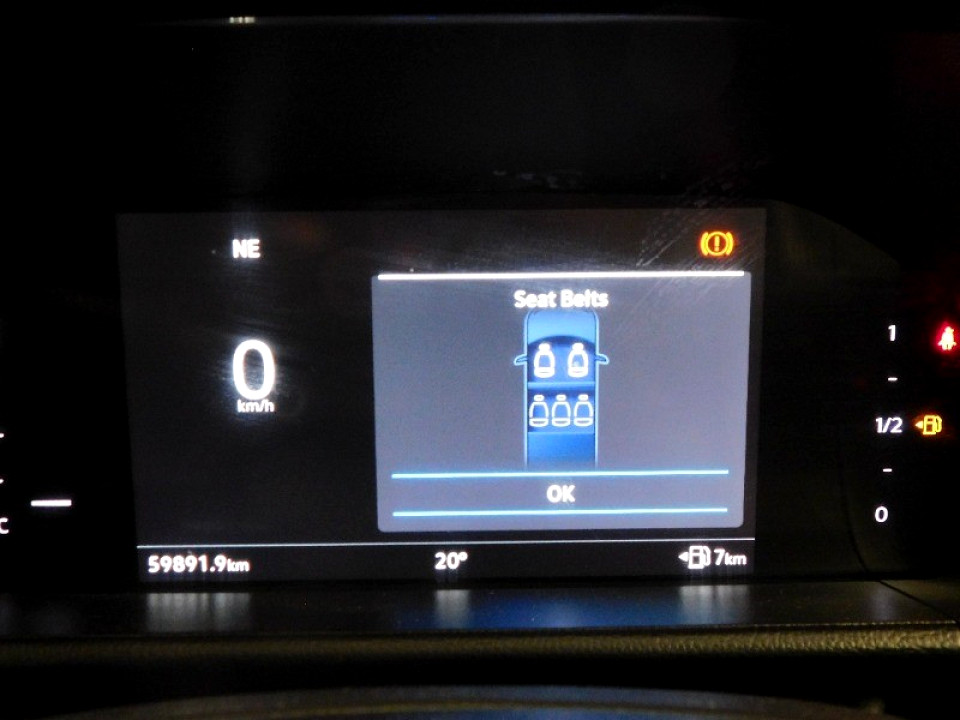 NE
Seat Belts
0
km/h
OK
59891.9km
20°
7km
1
1/2
0
C